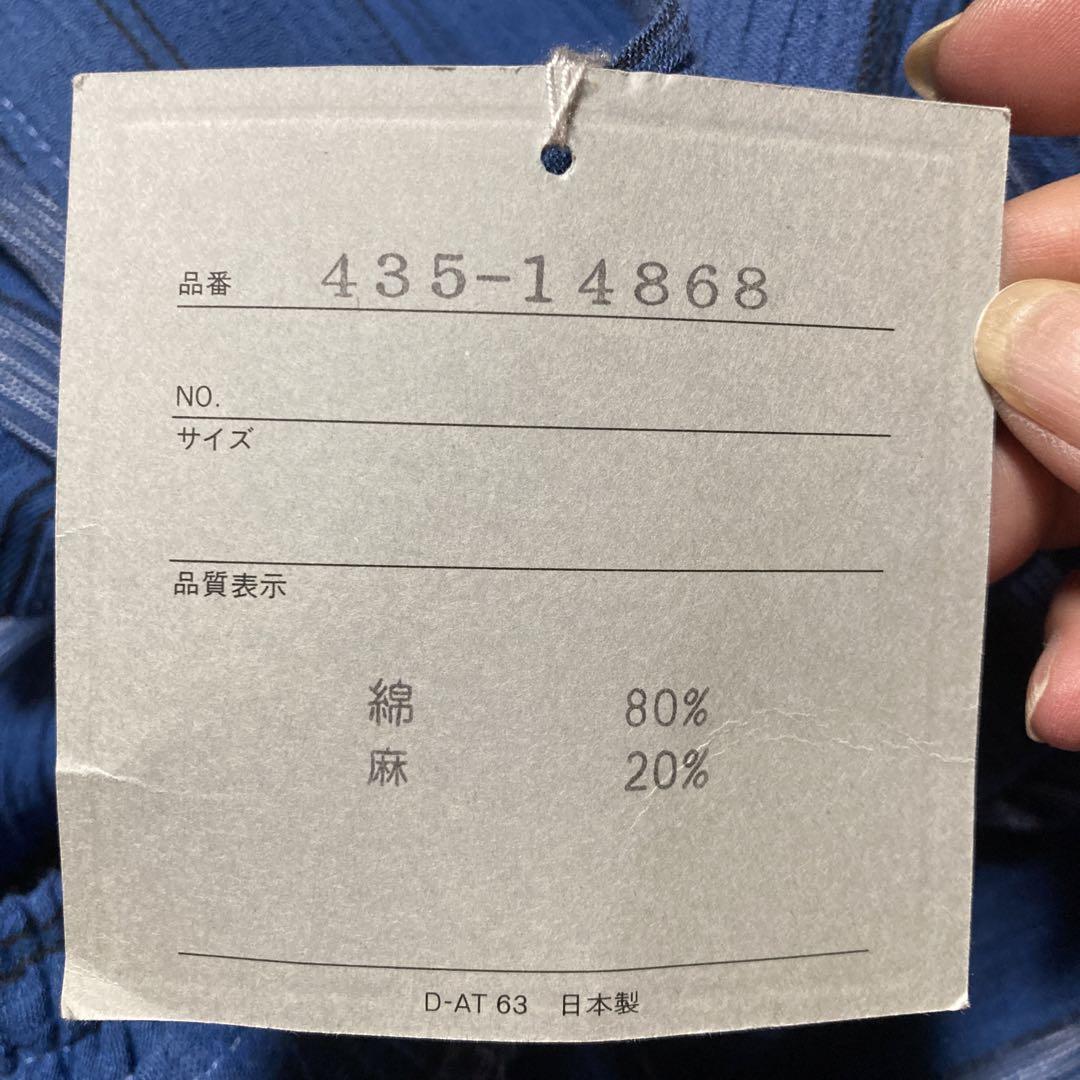 品番 435-14868
NO.
サイズ
品質表示
綿 80%
麻 20%
D-AT 63 日本製